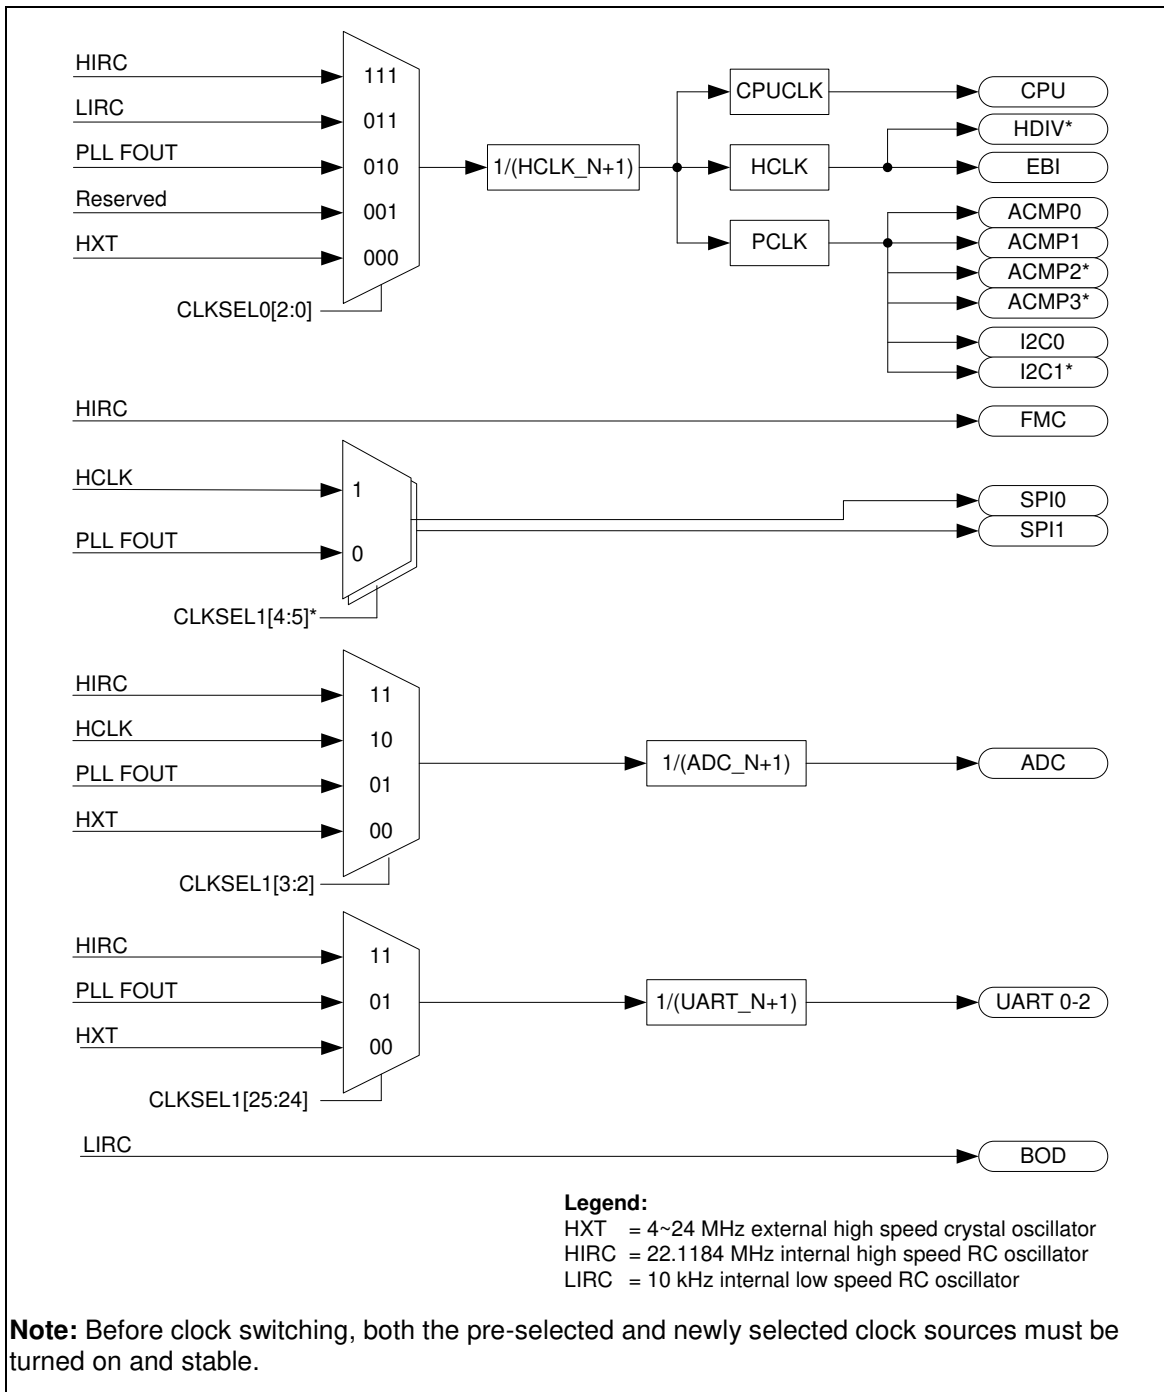 HIRC
LIRC
PLL FOUT
Reserved
HXT
111
011
010
001
000
CLKSEL0[2:0]
1/(HCLK_N+1)
CPUCLK
HCLK
PCLK
CPU
HDIV*
EBI
ACMP0
ACMP1
ACMP2*
ACMP3*
I2C0
I2C1*
HIRC
FMC
HCLK
PLL FOUT
1
0
CLKSEL1[4:5]*
SPI0
SPI1
HIRC
HCLK
PLL FOUT
HXT
11
10
01
00
CLKSEL1[3:2]
1/(ADC_N+1)
ADC
HIRC
PLL FOUT
HXT
11
01
00
CLKSEL1[25:24]
1/(UART_N+1)
UART 0-2
LIRC
BOD
Legend:
HXT = 4~24 MHz external high speed crystal oscillator
HIRC = 22.1184 MHz internal high speed RC oscillator
LIRC = 10 kHz internal low speed RC oscillator
Note: Before clock switching, both the pre-selected and newly selected clock sources must be
turned on and stable.